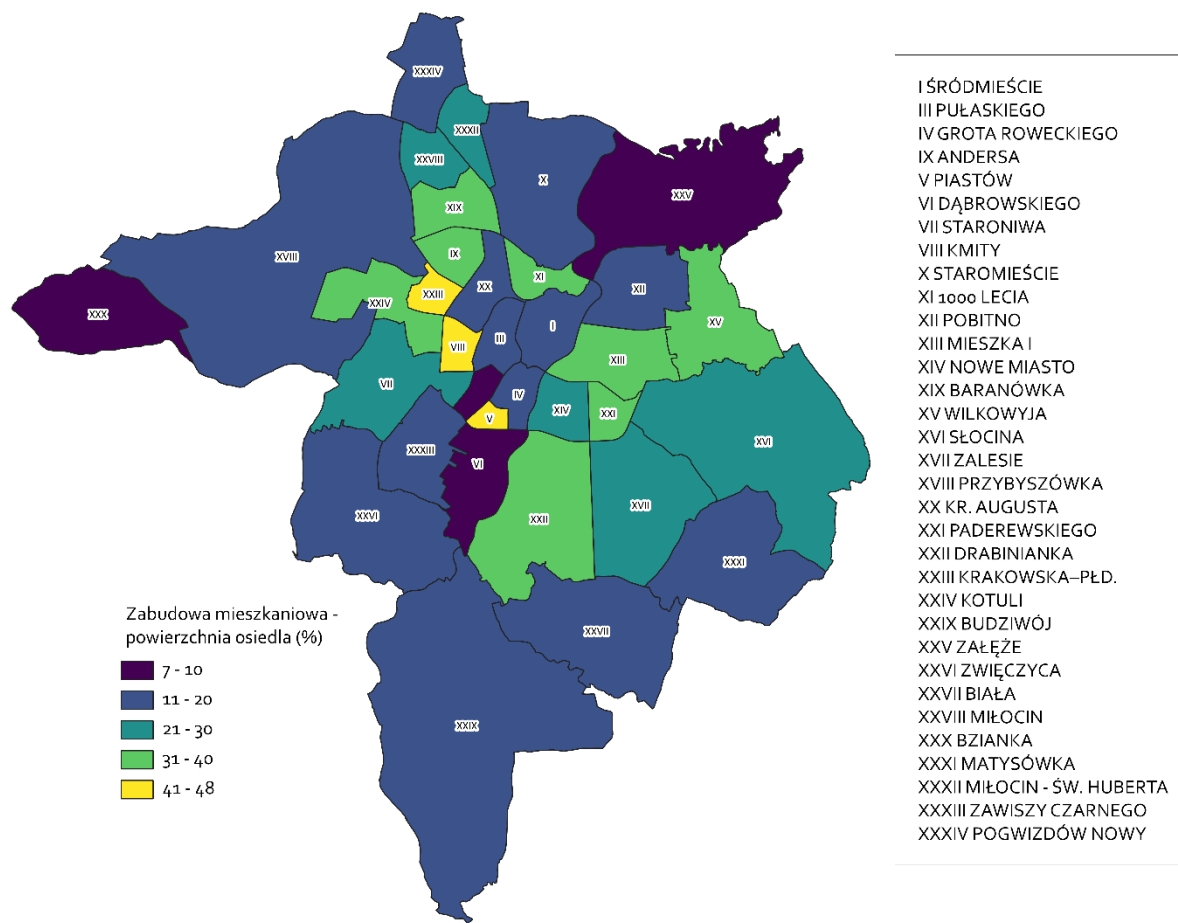 XXXIV
XXXII
XXVIII
X
XXV
XIX
IX
XVIII
XI
XX
XII
XXIII
XXIV
XXX
I
XV
III
VIII
XIII
VII
IV
XIV
XXI
V
XXXIII
VI
XVI
XVII
XXVI
XXII
XXXI
XXVII
XXIX
Zabudowa mieszkaniowa -
powierzchnia osiedla (%)
7 - 10
11 - 20
21 - 30
31 - 40
41 - 48
I ŚRÓDMIEŚCIE
III PUŁASKIEGO
IV GROTA ROWECKIEGO
IX ANDERSA
V PIASTÓW
VI DĄBROWSKIEGO
VII STARONIWA
VIII KMITY
X STAROMIEŚCIE
XI 1000 LECIA
XII POBITNO
XIII MIESZKA I
XIV NOWE MIASTO
XIX BARANÓWKA
XV WILKOWYJA
XVI SŁOCINA
XVII ZALESIE
XVIII PRZYBYSZÓWKA
XX KR. AUGUSTA
XXI PADEREWSKIEGO
XXII DRABINIANKA
XXIII KRAKOWSKA–PŁD.
XXIV KOTULI
XXIX BUDZIWÓJ
XXV ZAŁĘŻE
XXVI ZWIĘCZYCA
XXVII BIAŁA
XXVIII MIŁOCIN
XXX BZIANKA
XXXI MATYSÓWKA
XXXII MIŁOCIN - ŚW. HUBERTA
XXXIII ZAWISZY CZARNEGO
XXXIV POGWIZDÓW NOWY